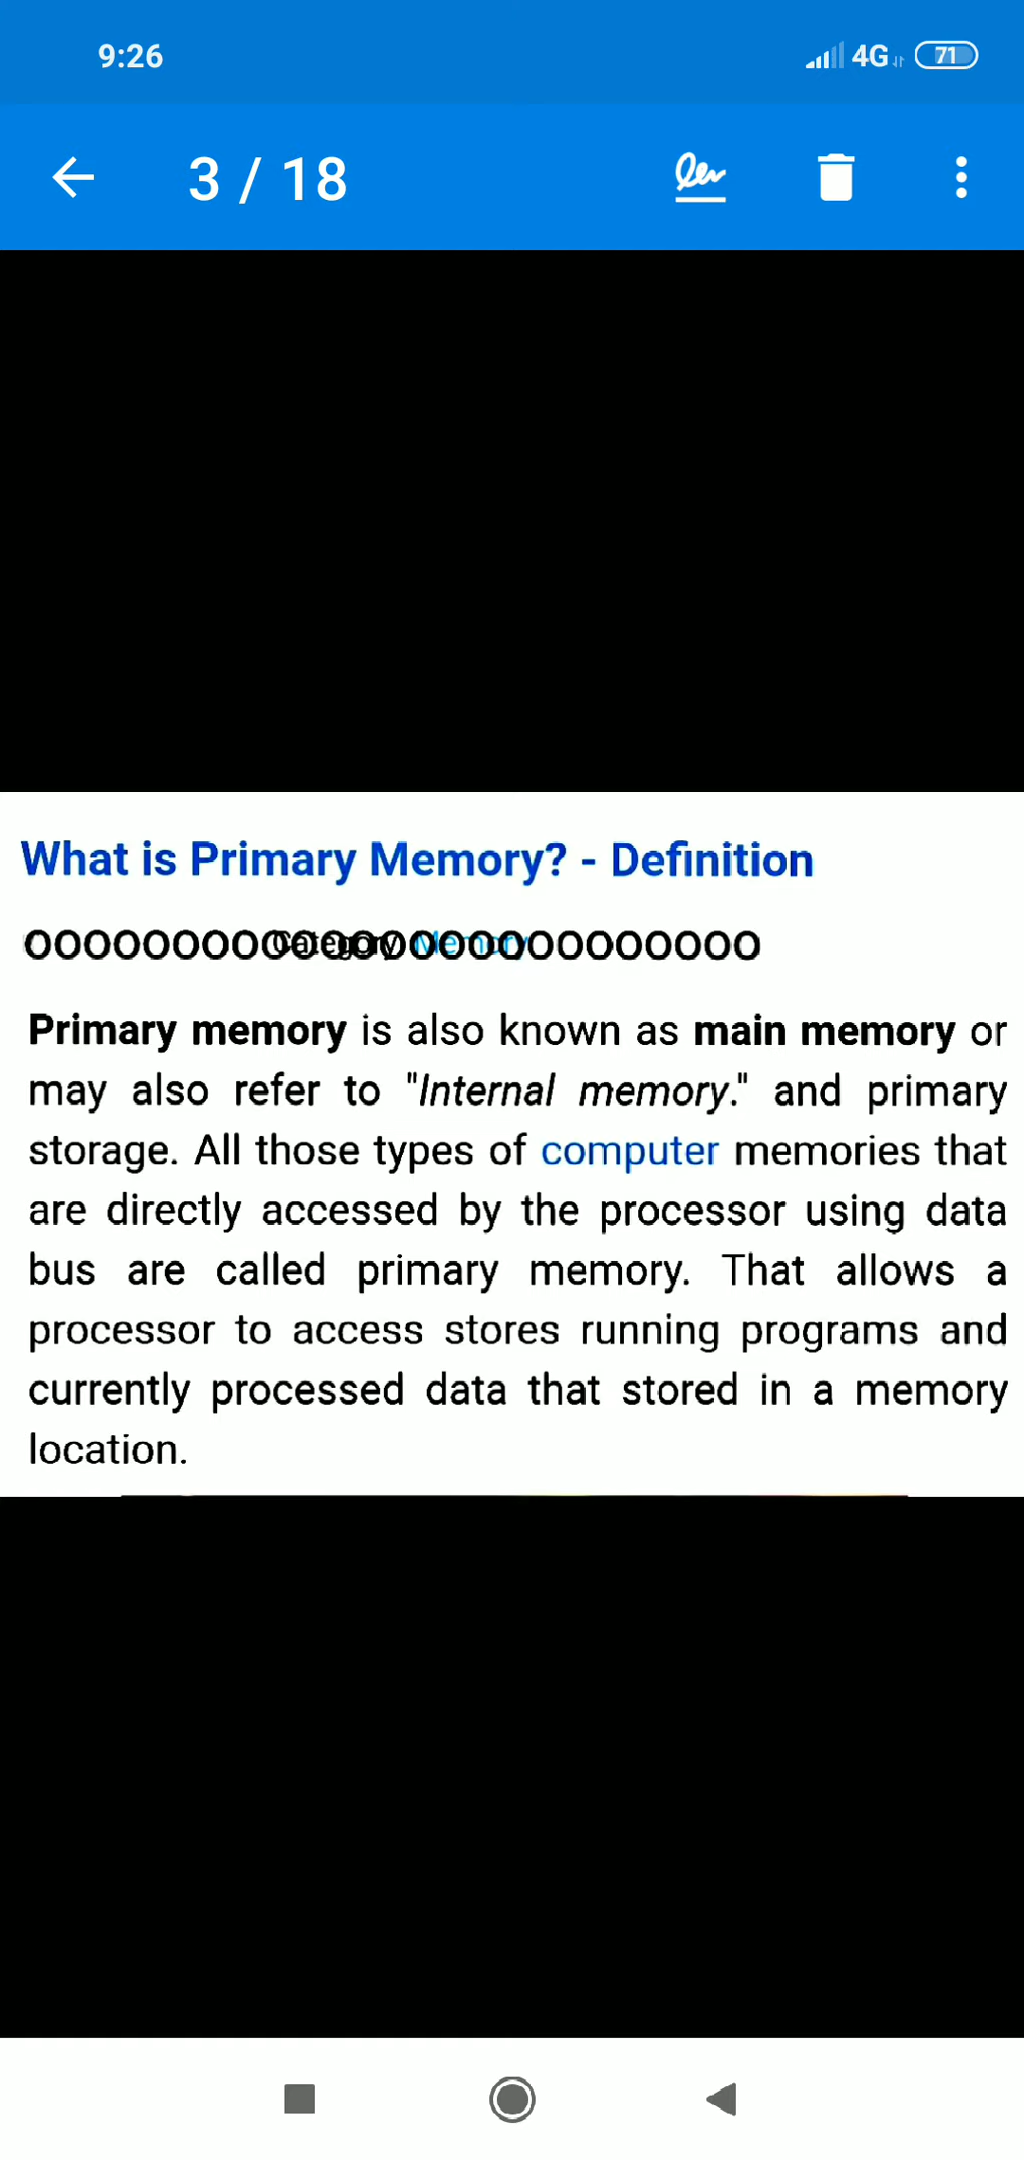 9:26 4G 71
3 / 18
What is Primary Memory? - Definition
OOOOOOOOOOOOOOOOOOOOOOOOO
Category Memory
Primary memory is also known as main memory or
may also refer to "Internal memory." and primary
storage. All those types of computer memories that
are directly accessed by the processor using data
bus are called primary memory. That allows a
processor to access stores running programs and
currently processed data that stored in a memory
location.